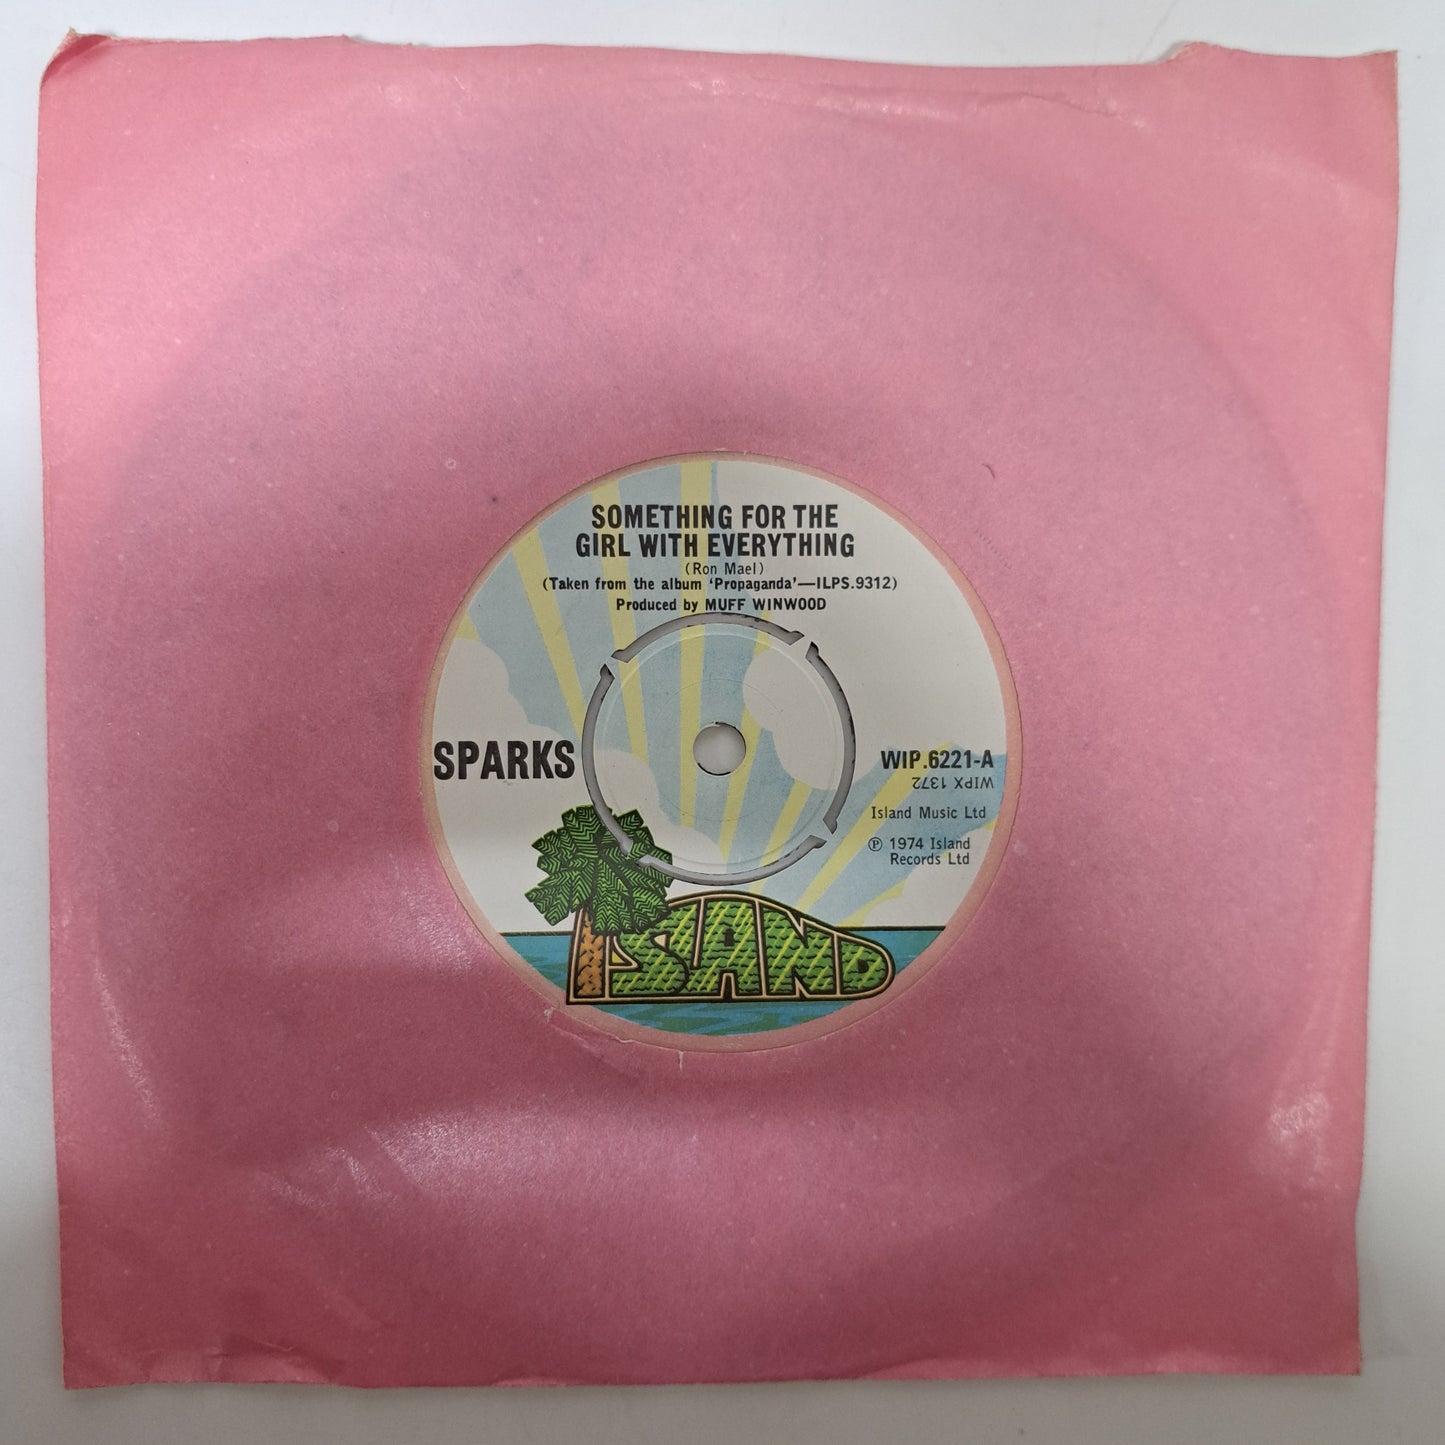 SOMETHING FOR THE
GIRL WITH EVERYTHING
(Ron Mael)
(Taken from the album ‘Propaganda’—ILPS.9312)
Produced by MUFF WINWOOD
SPARKS
WIP.6221-A
WIPX 1372
Island Music Ltd
℗ 1974 Island
Records Ltd
ISLAND